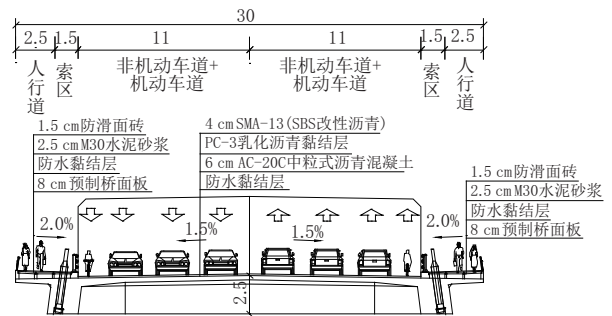 30
2.5 1.5 11 11 1.5 2.5
人行道
索区
非机动车道+
机动车道
非机动车道+
机动车道
索区
人行道
1.5 cm防滑面砖
2.5 cm M30水泥砂浆
防水黏结层
8 cm预制桥面板
4 cm SMA-13(SBS改性沥青)
PC-3乳化沥青黏结层
6 cm AC-20C中粒式沥青混凝土
防水黏结层
1.5 cm防滑面砖
2.5 cm M30水泥砂浆
防水黏结层
8 cm预制桥面板
2.0%
1.5%
1.5%
2.0%
2.5